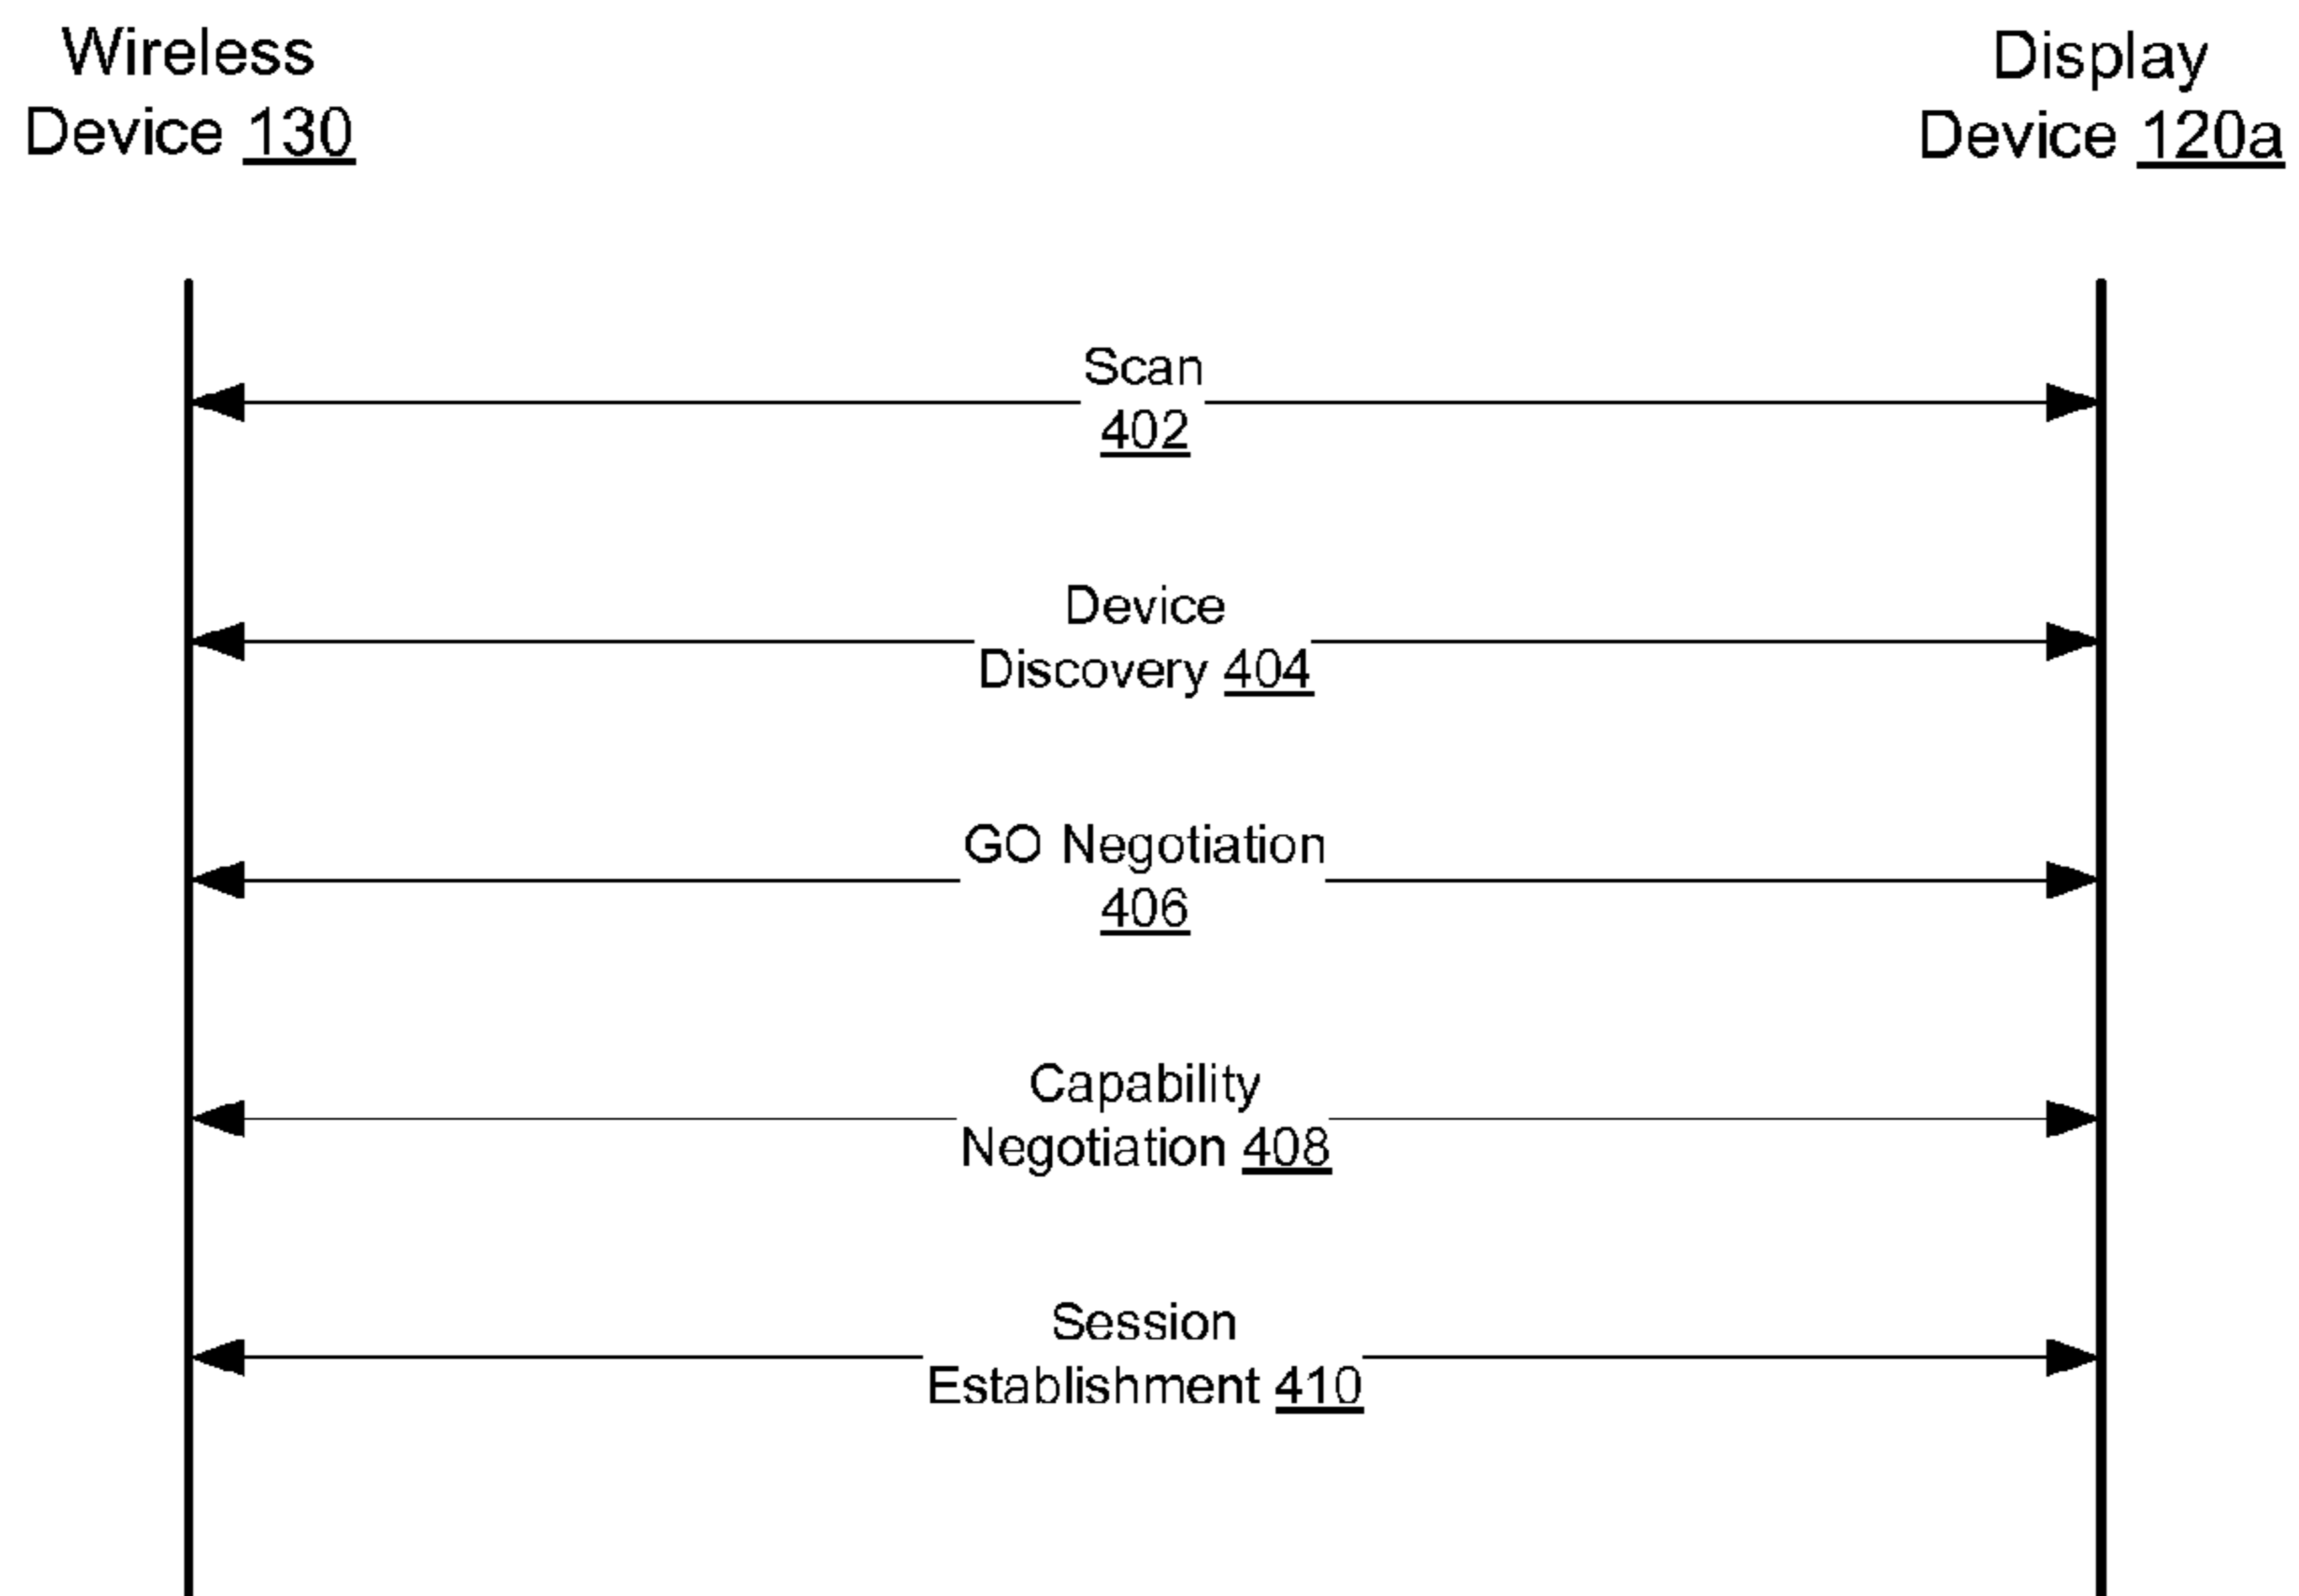 Wireless
Device 130
Display
Device 120a
Scan
402
Device
Discovery 404
GO Negotiation
406
Capability
Negotiation 408
Session
Establishment 410